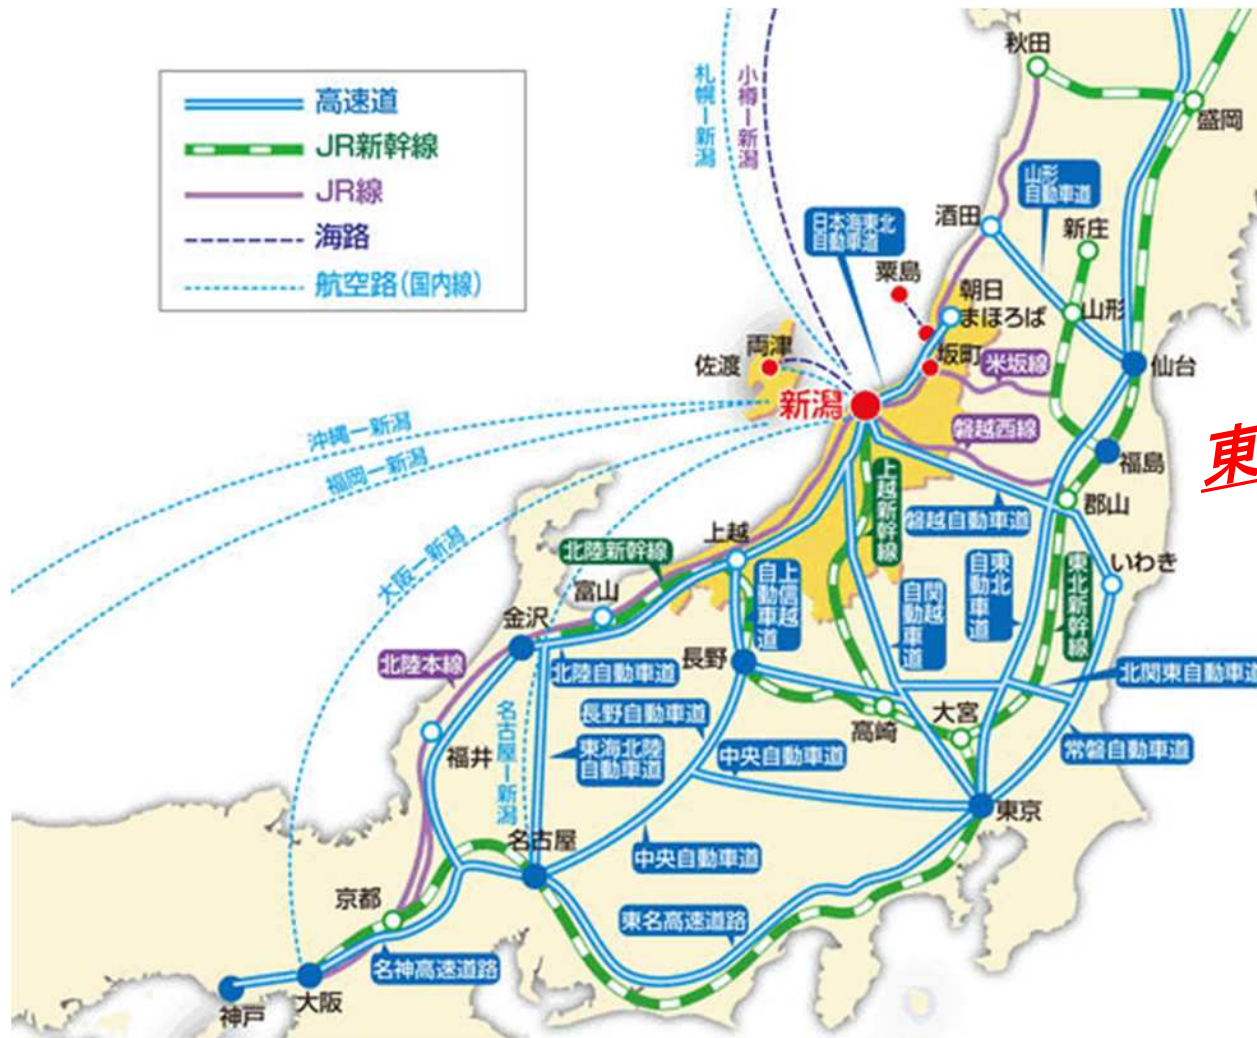 高速道
JR新幹線
JR線
海路
航空路(国内線)
札幌ー新潟
小樽ー新潟
秋田
盛岡
山形
自動車道
酒田
新庄
日本海東北
自動車道
粟島
朝日
まほろば
山形
坂町
米坂線
仙台
両津
佐渡
新潟
沖縄ー新潟
福岡ー新潟
大阪ー新潟
磐越西線
福島
東
郡山
上越新幹線
磐越自動車道
上越
北陸新幹線
上信越
自動車道
関越
自動車道
東北
自動車道
東北新幹線
いわき
富山
金沢
北陸本線
北陸自動車道
長野
北関東自動車道
長野自動車道
高崎
大宮
名古屋ー新潟
東海北陸
自動車道
中央自動車道
常磐自動車道
福井
東京
名古屋
中央自動車道
京都
東名高速道路
名神高速道路
大阪
神戸